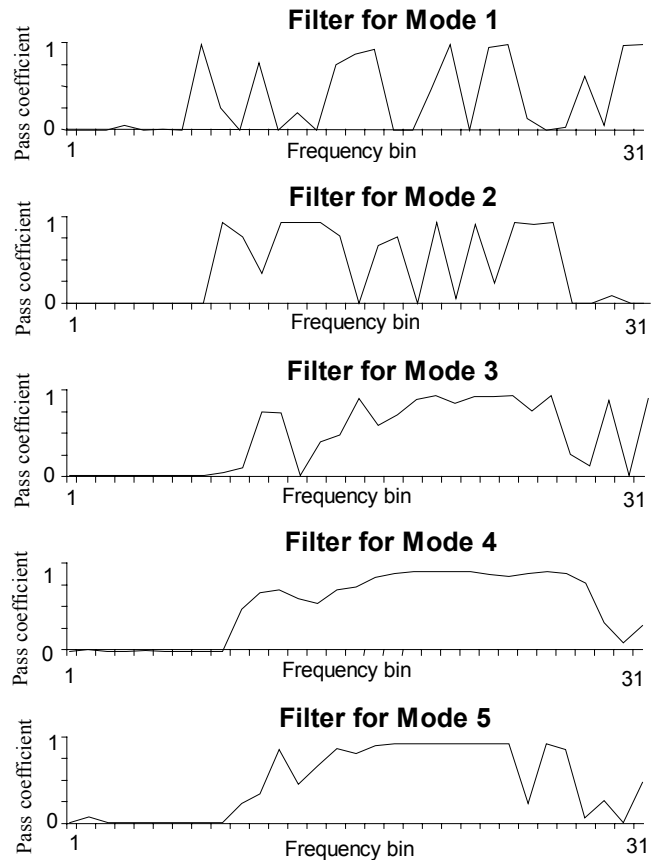 Filter for Mode 1
Pass coefficient
1
0
1
Frequency bin
31
Filter for Mode 2
Pass coefficient
1
0
1
Frequency bin
31
Filter for Mode 3
Pass coefficient
1
0
1
Frequency bin
31
Filter for Mode 4
Pass coefficient
1
0
1
Frequency bin
31
Filter for Mode 5
Pass coefficient
1
0
1
Frequency bin
31